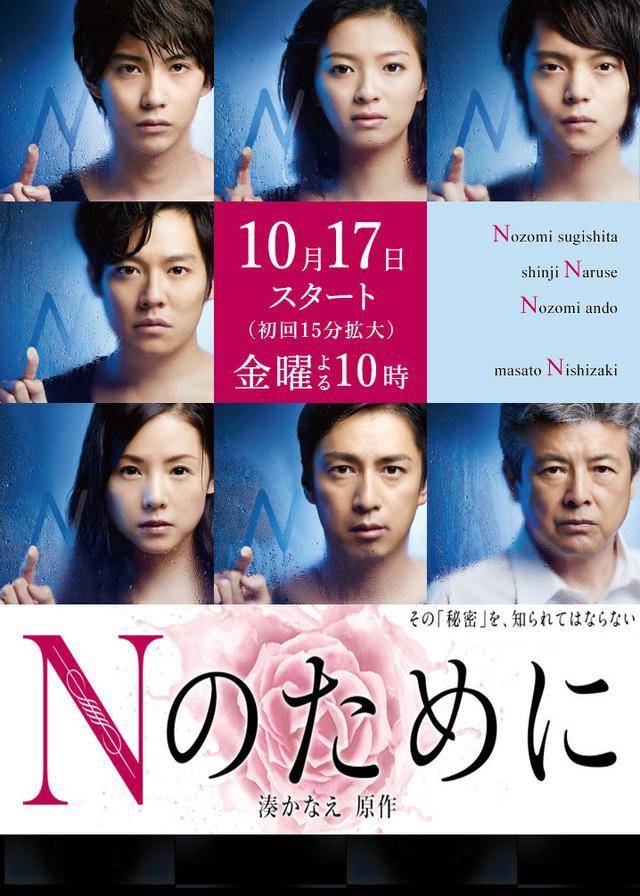 N
N
N
10月17日
スタート
(初回15分拡大)
金曜よる10時
Nozomi sugishita
shinji Naruse
Nozomi ando
masato Nishizaki
N
N
N
その「秘密」を、知られてはならない
Nのために
湊かなえ 原作